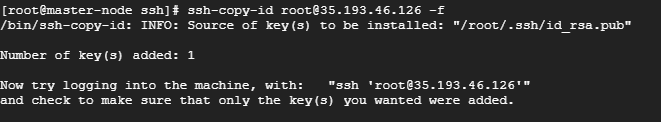 [root@master-node ssh]# ssh-copy-id root@35.193.46.126 -f
/bin/ssh-copy-id: INFO: Source of key(s) to be installed: "/root/.ssh/id_rsa.pub"
Number of key(s) added: 1
Now try logging into the machine, with:   "ssh 'root@35.193.46.126'"
and check to make sure that only the key(s) you wanted were added.